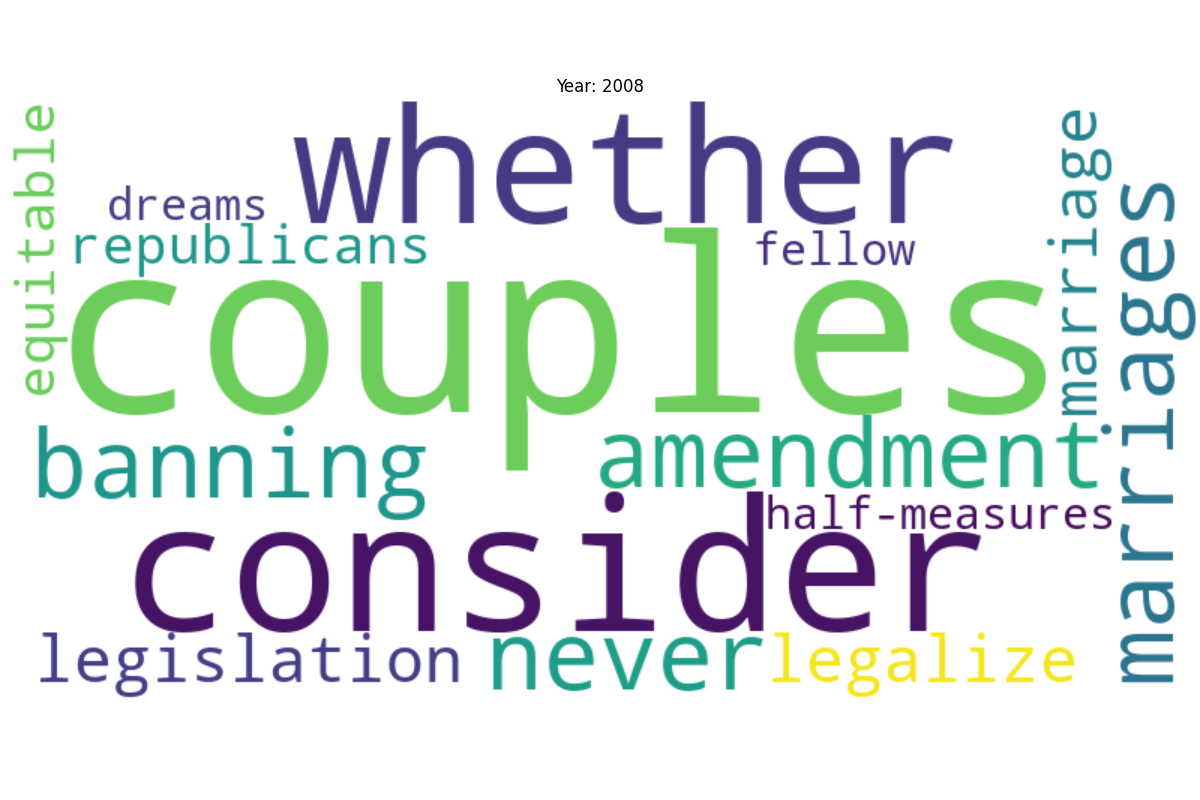 Year: 2008
equitable
whether
marriage
marriages
dreams
republicans
fellow
couples
banning
amendment
half-measures
consider
legislation
never
legalize